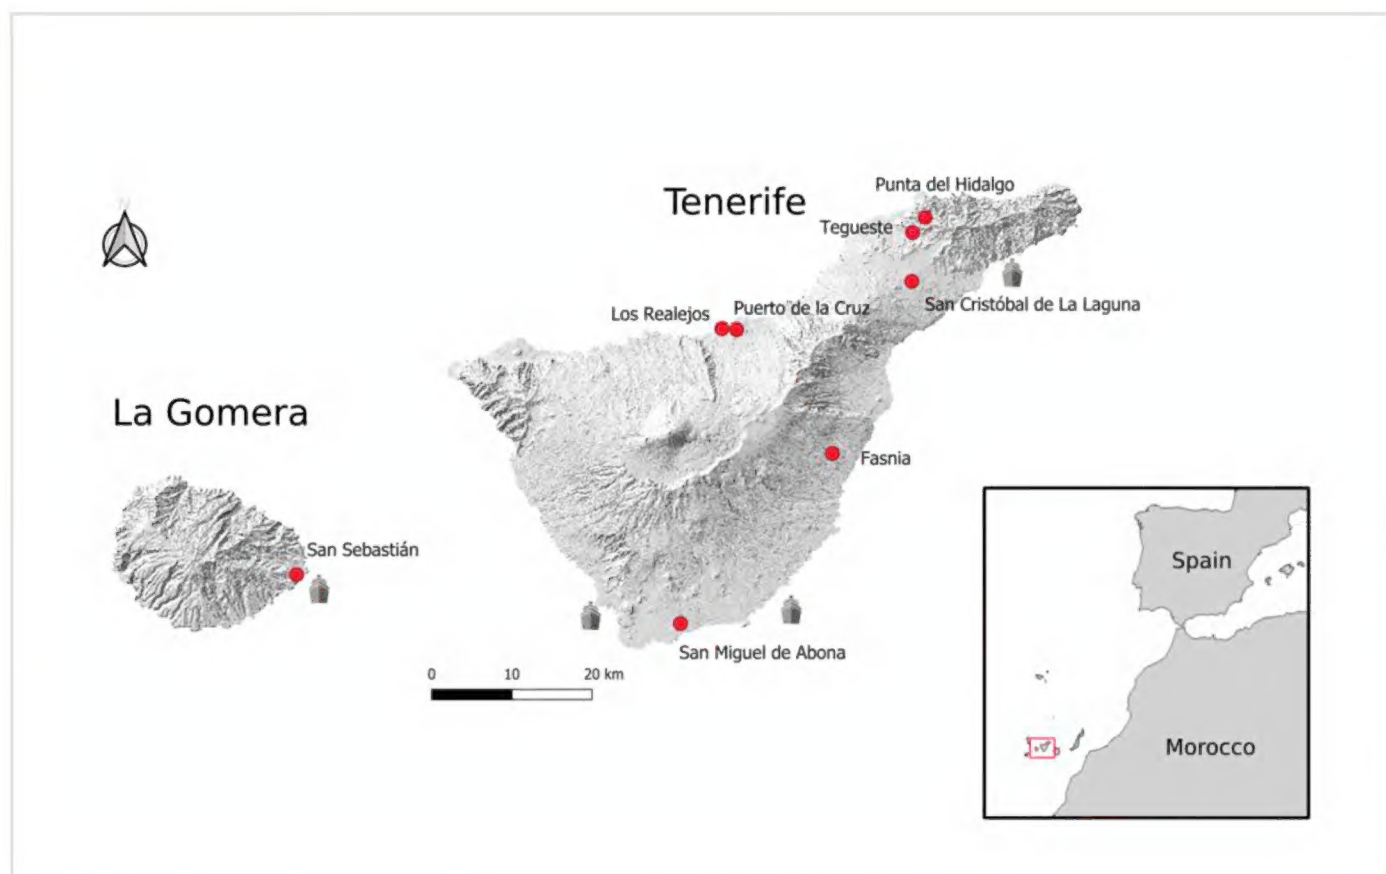 Punta del Hidalgo
Tenerife
Tegueste
San Cristóbal de La Laguna
Los Realejos
Puerto de la Cruz
La Gomera
Fasnia
San Sebastián
Spain
San Miguel de Abona
0 10 20 km
Morocco